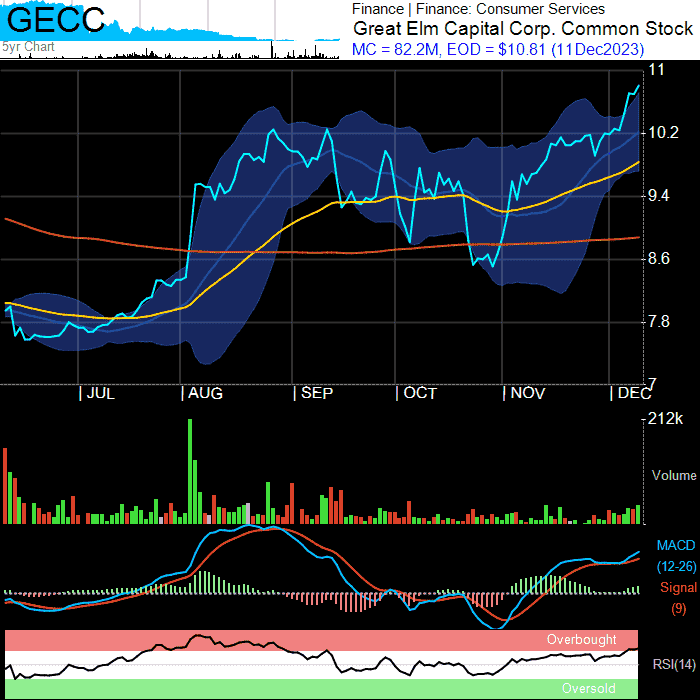 GECC
5yr Chart
Finance | Finance: Consumer Services
Great Elm Capital Corp. Common Stock
MC = 82.2M, EOD = $10.81 (11Dec2023)
11
10.2
9.4
8.6
7.8
7
| JUL | AUG | SEP | OCT | NOV | DEC
212k
Volume
MACD
(12-26)
Signal
(9)
Overbought
RSI(14)
Oversold